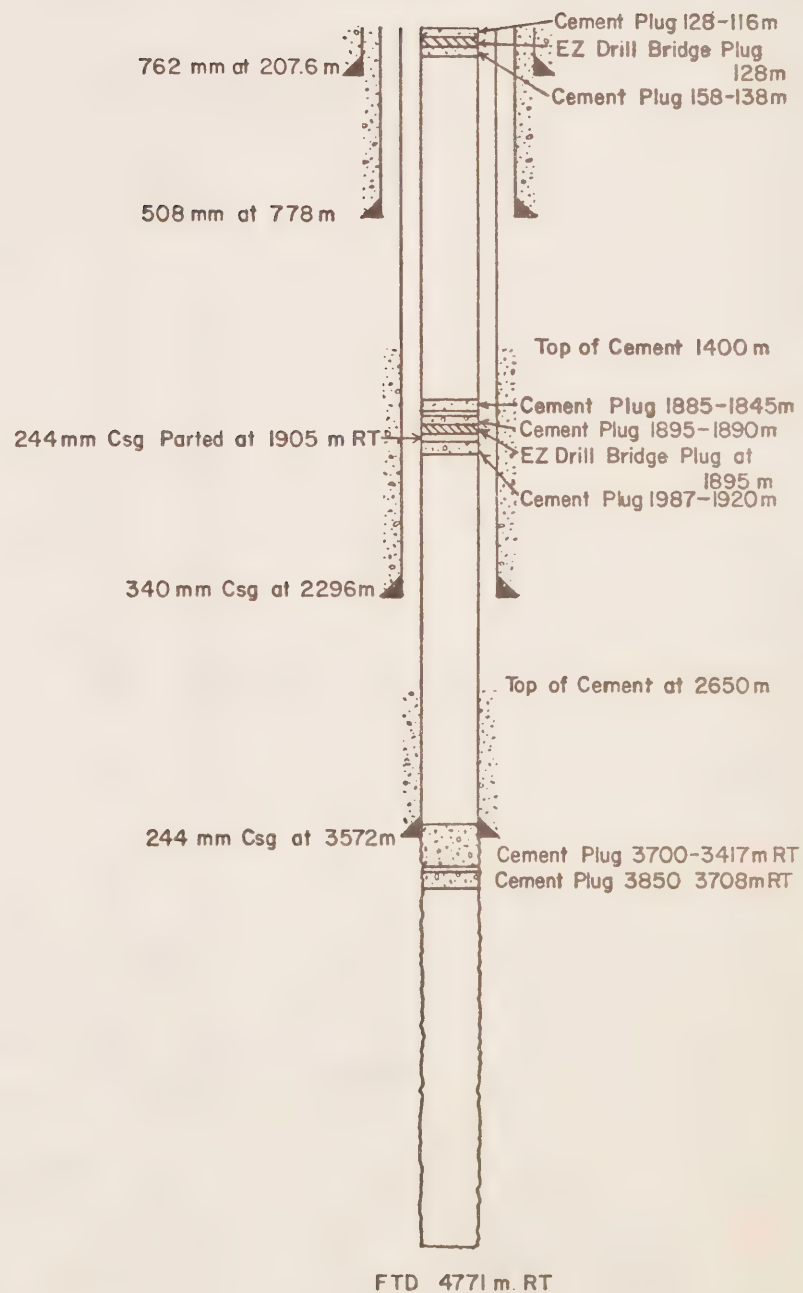 Cement Plug 128-116m
EZ Drill Bridge Plug
128m
762 mm at 207.6 m
Cement Plug 158-138m
508 mm at 778 m
Top of Cement 1400 m
Cement Plug 1885-1845m
Cement Plug 1895-1890m
244mm Csg Parted at 1905 m RT
EZ Drill Bridge Plug at
1895 m
Cement Plug 1987-1920m
340 mm Csg at 2296m
Top of Cement at 2650m
244 mm Csg at 3572m
Cement Plug 3700-3417m RT
Cement Plug 3850 3708m RT
FTD 4771 m. RT